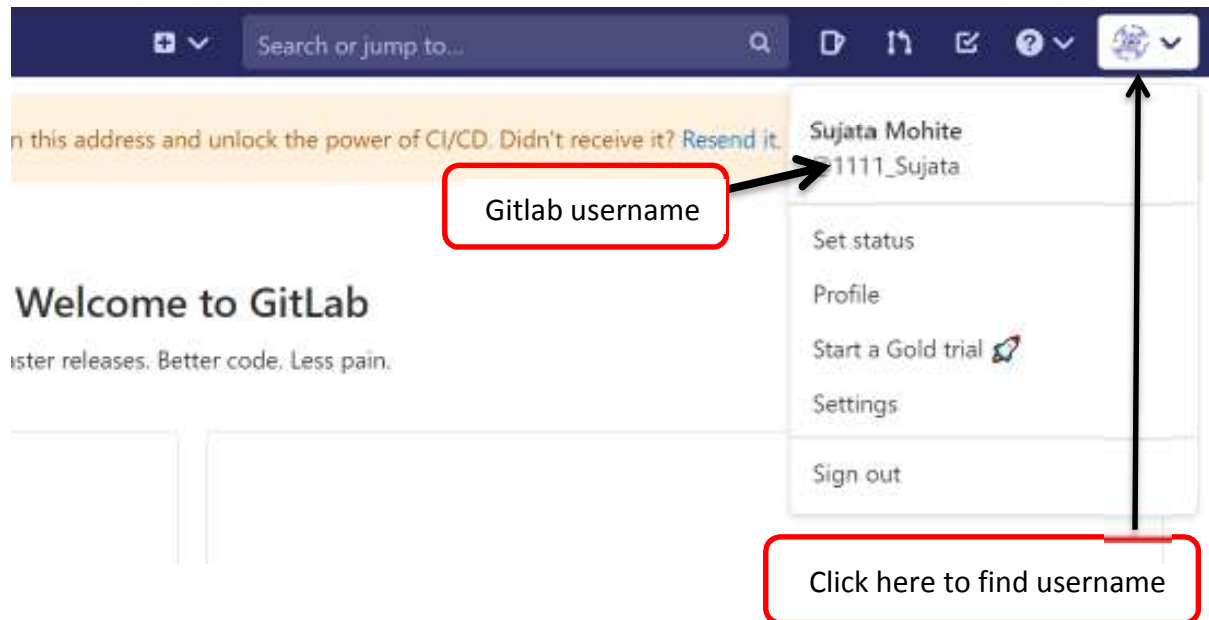 Search or jump to...
n this address and unlock the power of CI/CD. Didn't receive it? Resend it.
Sujata Mohite
@1111_Sujata
Gitlab username
Set status
Profile
Start a Gold trial 🚀
Settings
Sign out
Welcome to GitLab
ster releases. Better code. Less pain.
Click here to find username